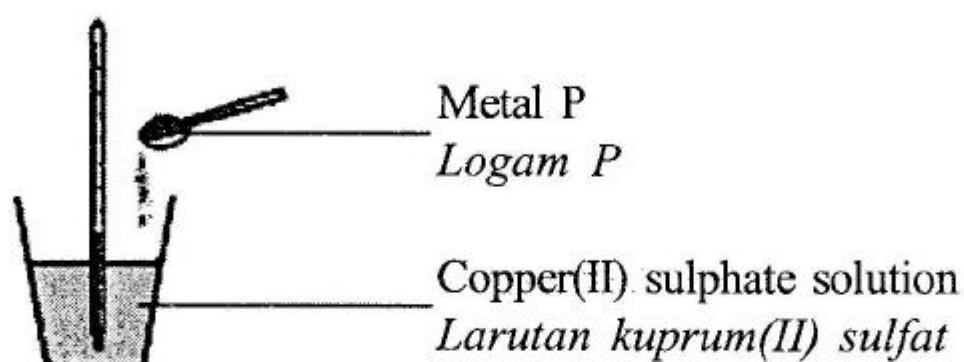 Metal P
Logam P
Copper(II) sulphate solution
Larutan kuprum(II) sulfat